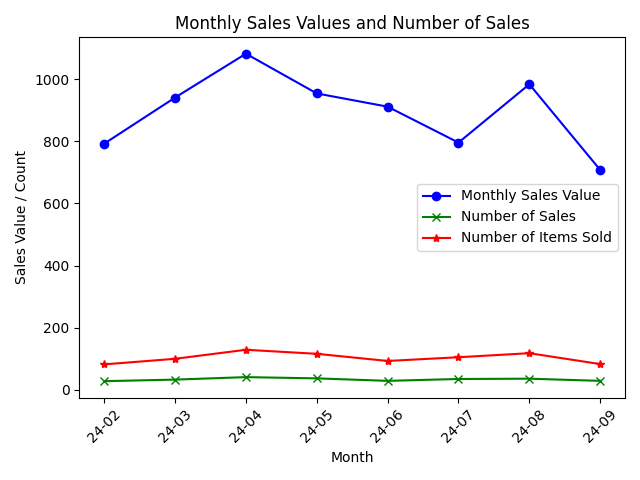 Monthly Sales Values and Number of Sales
Sales Value / Count
1000
800
600
400
200
0
Monthly Sales Value
Number of Sales
Number of Items Sold
24-02
24-03
24-04
24-05
24-06
24-07
24-08
24-09
Month